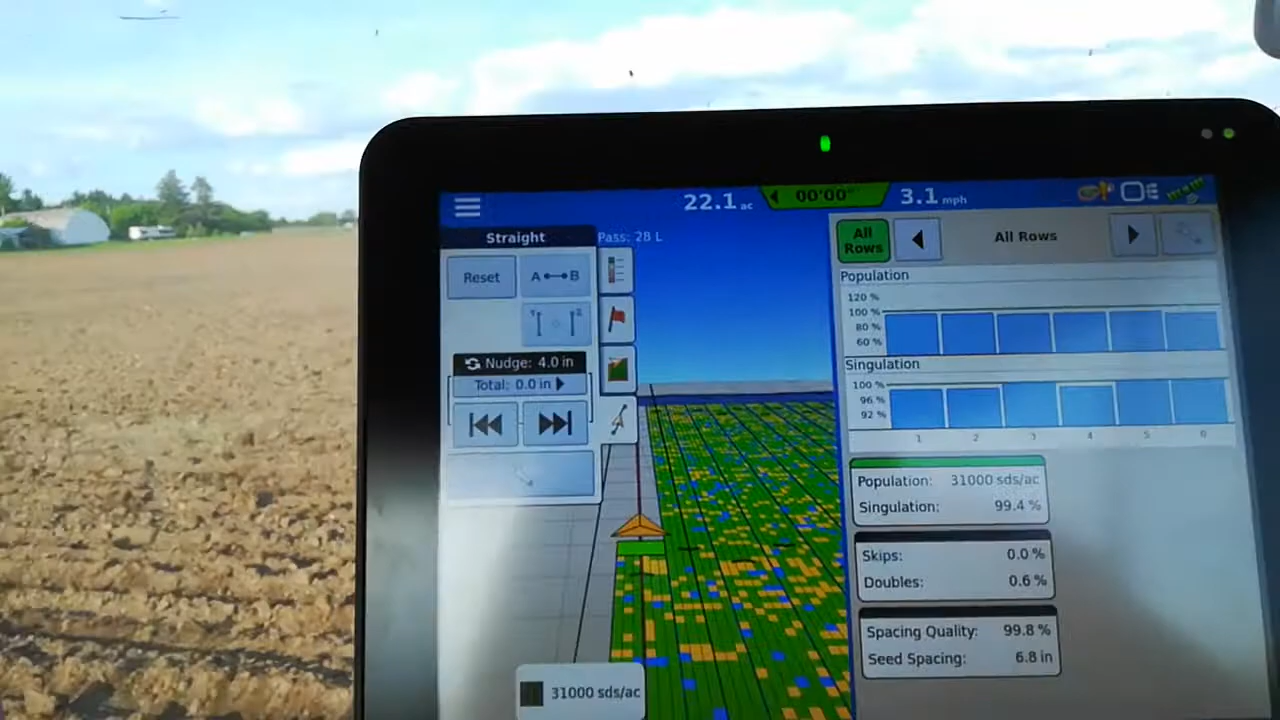 22.1 ac
00'00"
3.1 mph
Straight
Pass: 28 L
Reset
A B
Nudge: 4.0 in
Total: 0.0 in
31000 sds/ac
All Rows
All Rows
Population
120 %
100 %
80 %
60 %
Singulation
100 %
96 %
92 %
1 2 3 4 5 6
Population: 31000 sds/ac
Singulation: 99.4 %
Skips: 0.0 %
Doubles: 0.6 %
Spacing Quality: 99.8 %
Seed Spacing: 6.8 in